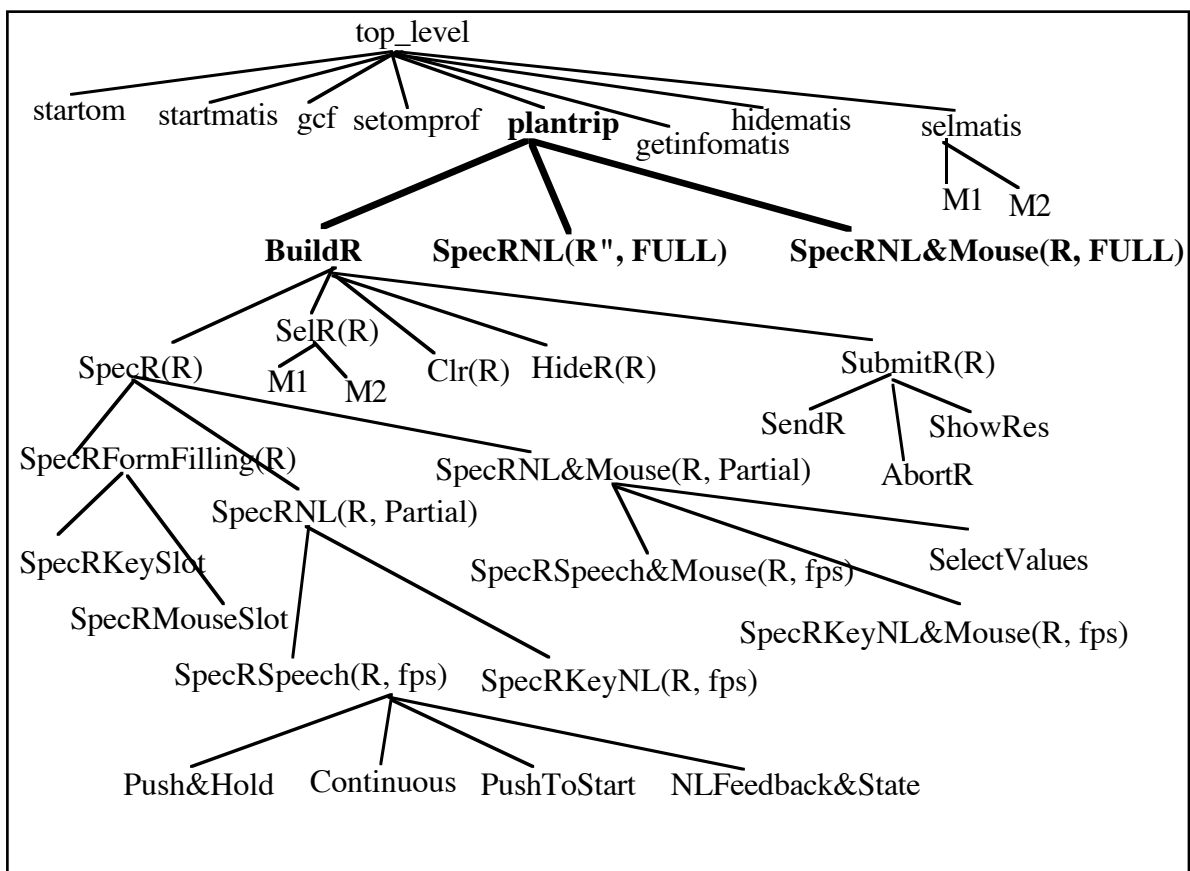 top_level
startom startmatis gcf setomprof plantrip getinfomatis hidematis selmatis
M1 M2
BuildR SpecRNL(R", FULL) SpecRNL&Mouse(R, FULL)
SpecR(R) SelR(R) Clr(R) HideR(R) SubmitR(R)
M1 M2
SendR AbortR ShowRes
SpecRFormFilling(R) SpecRNL(R, Partial) SpecRNL&Mouse(R, Partial)
SpecRKeySlot SpecRSpeech&Mouse(R, fps) SelectValues
SpecRMouseSlot SpecRKeyNL&Mouse(R, fps)
SpecRSpeech(R, fps) SpecRKeyNL(R, fps)
Push&Hold Continuous PushToStart NLFeedback&State